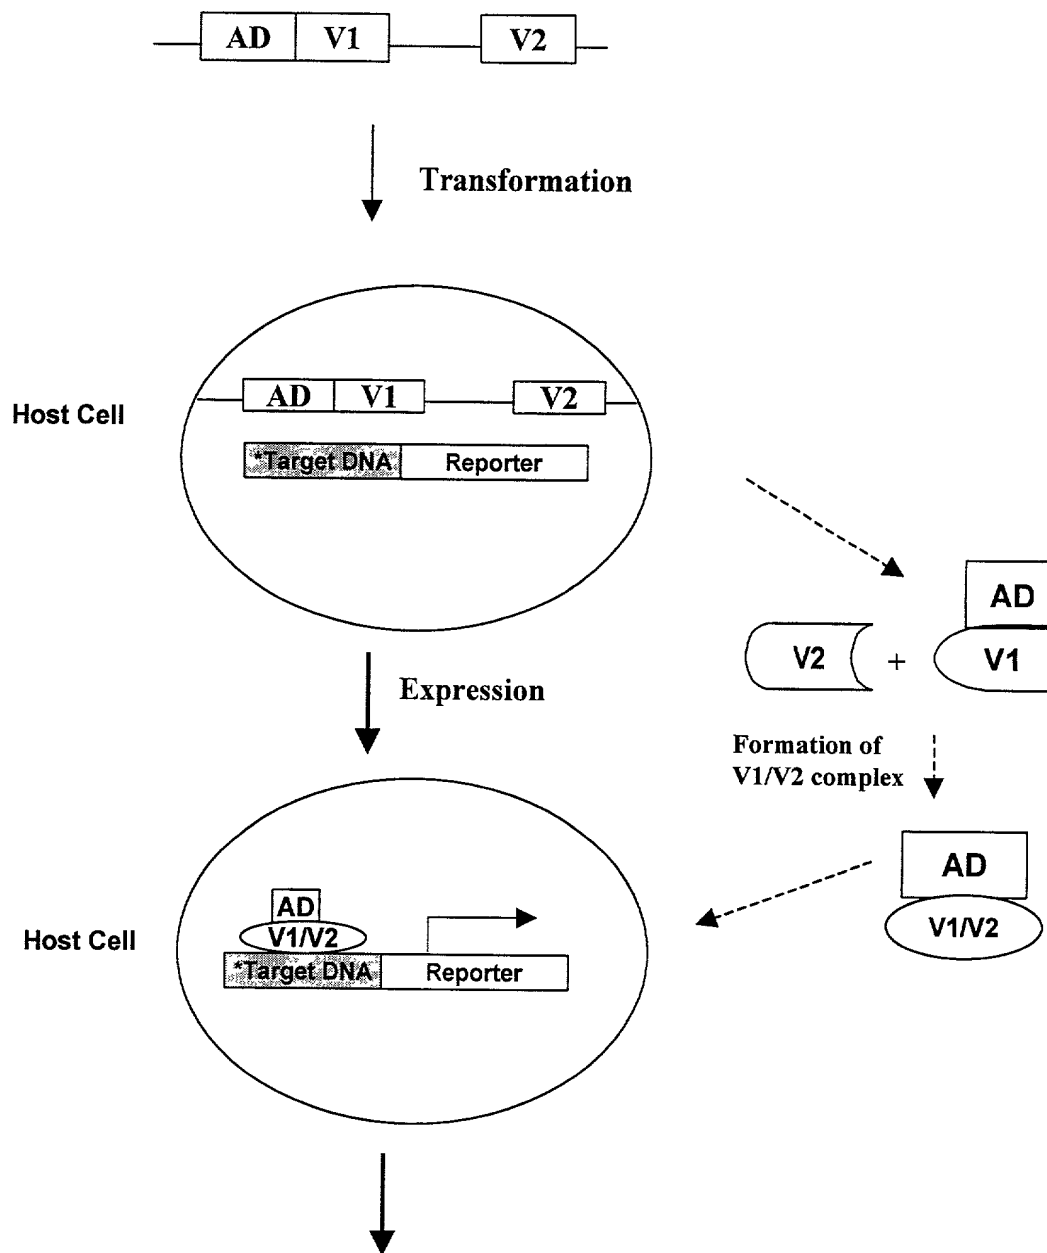 AD V1 V2
Transformation
AD V1 V2
Host Cell
*Target DNA Reporter
AD
V2 + V1
Expression
Formation of
V1/V2 complex
AD
V1/V2
AD
V1/V2
Host Cell
*Target DNA Reporter